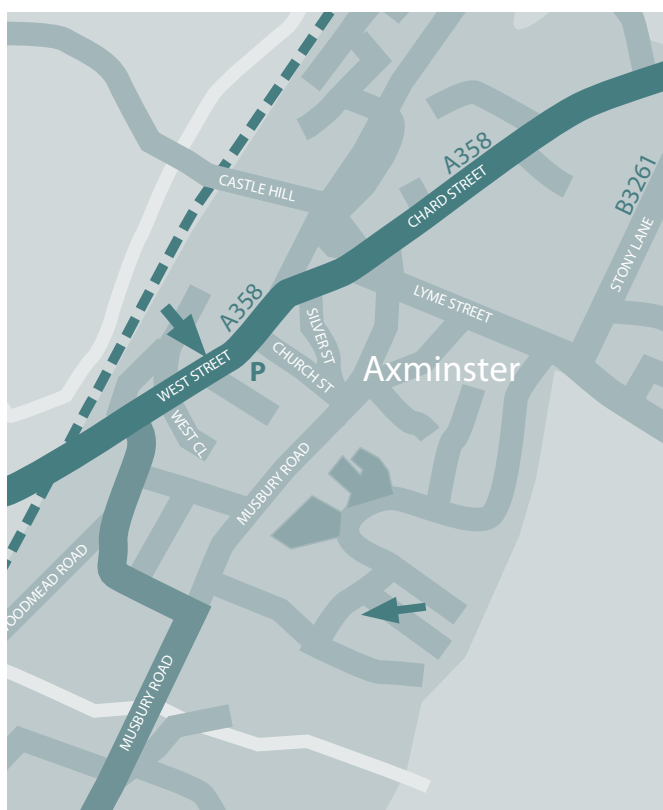 A358
B3261
CASTLE HILL
CHARD STREET
STONY LANE
A358
LYME STREET
SILVER ST
WEST STREET
P
CHURCH ST
Axminster
WEST CL
MUSBURY ROAD
OODMEAD ROAD
MUSBURY ROAD